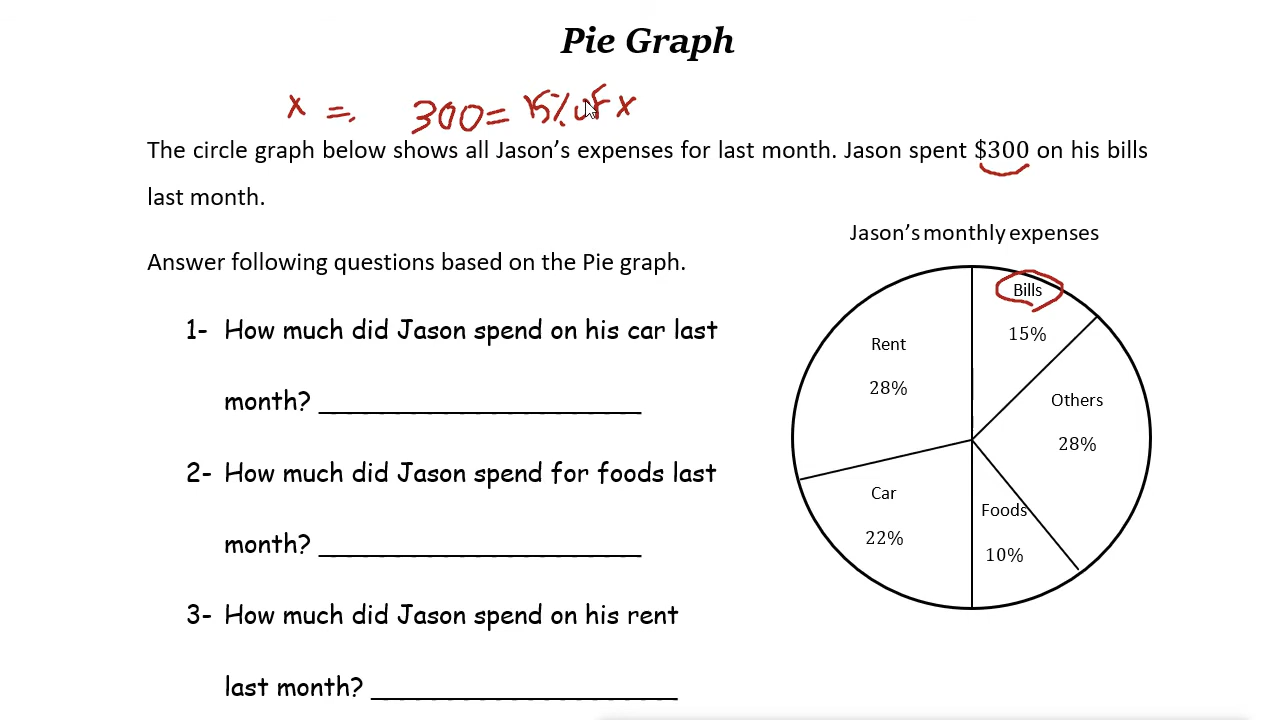 Pie Graph
x = 300 = 15% of x
The circle graph below shows all Jason's expenses for last month. Jason spent $300 on his bills
last month.
Answer following questions based on the Pie graph.
1- How much did Jason spend on his car last
month? ______________________
2- How much did Jason spend for foods last
month? ______________________
3- How much did Jason spend on his rent
last month? _____________________
Jason's monthly expenses
Bills
15%
Rent
28%
Others
28%
Car
22%
Foods
10%